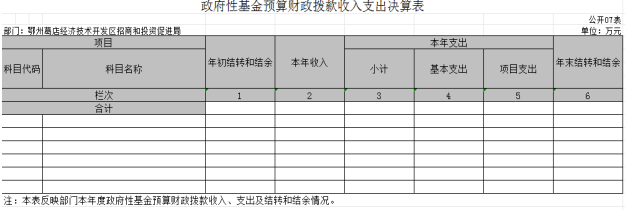 政府性基金预算财政拨款收入支出决算表
公开07表
部门：鄂州葛店经济技术开发区招商和投资促进局 单位：万元
项目 年初结转和结余 本年收入 本年支出 年末结转和结余
科目代码 科目名称 小计 基本支出 项目支出
栏次 1 2 3 4 5 6
合计
注：本表反映部门本年度政府性基金预算财政拨款收入、支出及结转和结余情况。